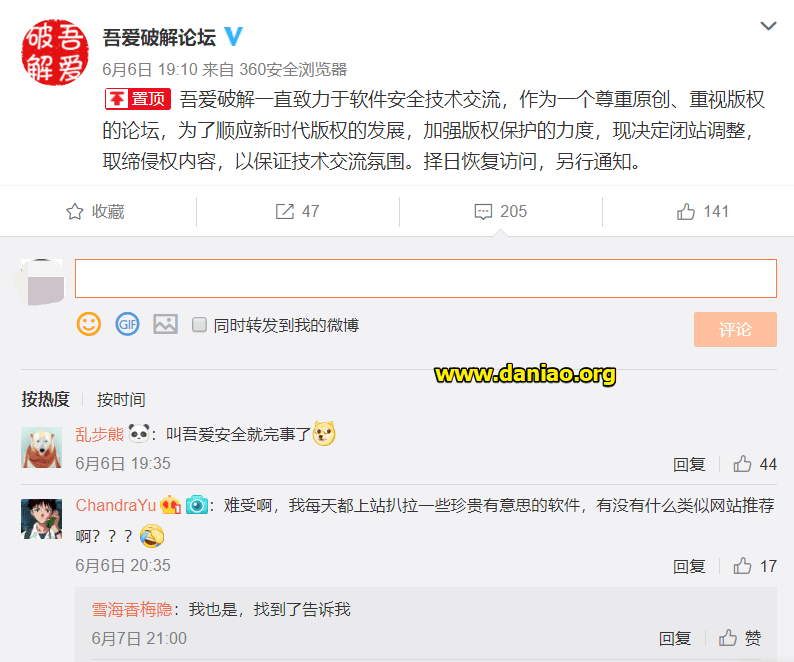 吾爱破解
吾爱破解论坛 V
6月6日 19:10 来自 360安全浏览器
置顶 吾爱破解一直致力于软件安全技术交流，作为一个尊重原创、重视版权
的论坛，为了顺应新时代版权的发展，加强版权保护的力度，现决定闭站调整，
取缔侵权内容，以保证技术交流氛围。择日恢复访问，另行通知。
收藏 47 205 141
GIF 同时转发到我的微博 评论
www.daniao.org
按热度 按时间
乱步熊：叫吾爱安全就完事了
6月6日 19:35 回复 44
ChandraYu：难受啊，我每天都上站扒拉一些珍贵有意思的软件，有没有什么类似网站推荐
啊？？？
6月6日 20:35 回复 17
雪海香梅隐：我也是，找到了告诉我
6月7日 21:00 回复 赞